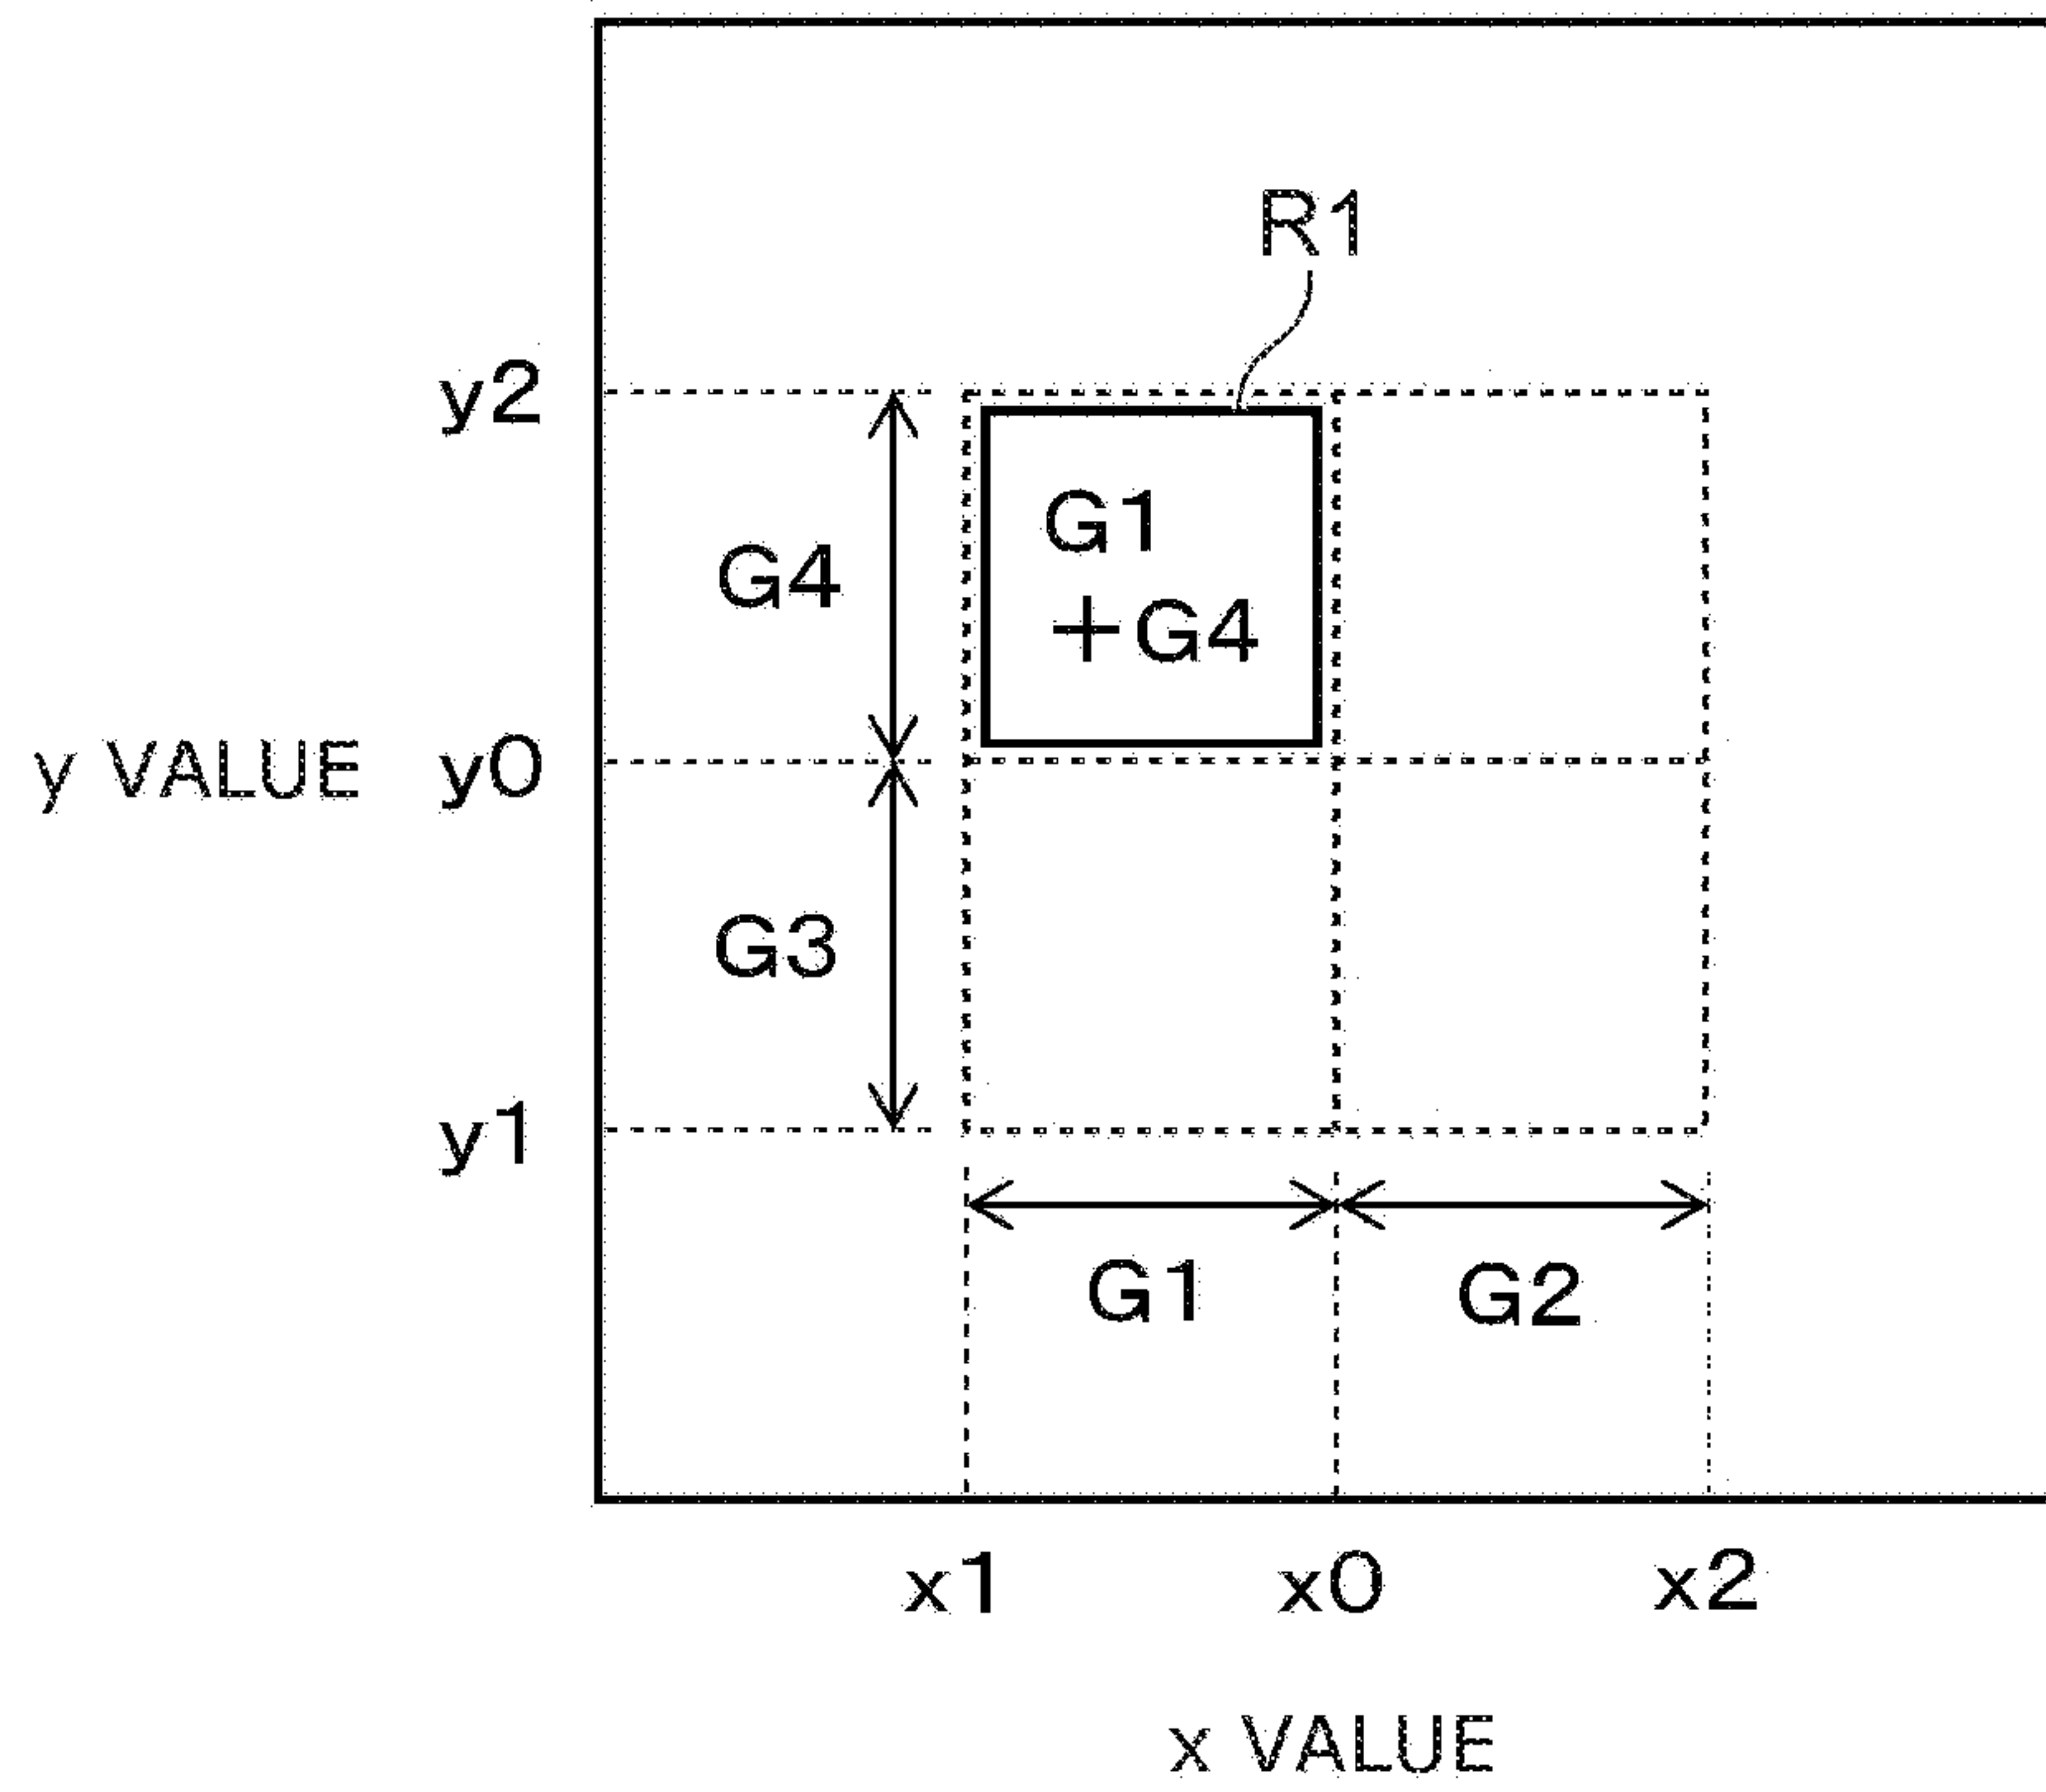 R1
y2
G1
G4
+G4
y VALUE y0
G3
y1
G1 G2
x1 x0 x2
x VALUE